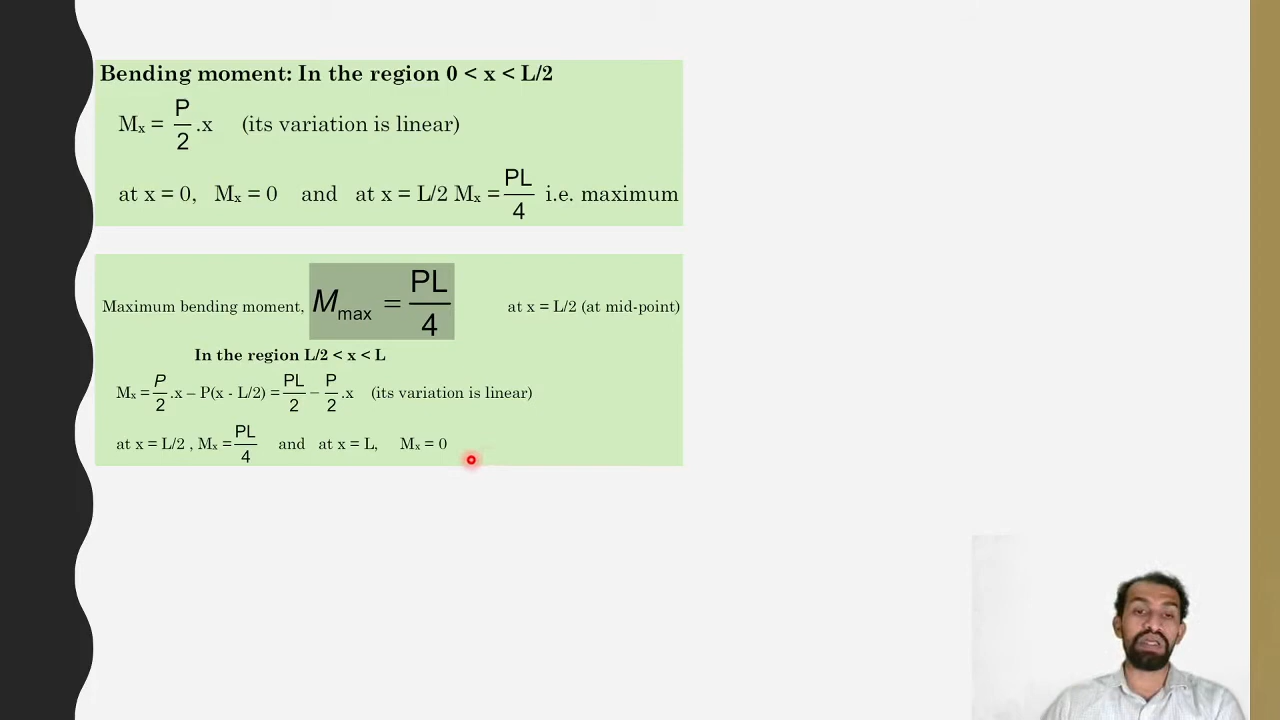 Bending moment: In the region 0 < x < L/2
Mx = P/2 .x (its variation is linear)
at x = 0, Mx = 0 and at x = L/2 Mx = PL/4 i.e. maximum
Maximum bending moment, Mmax = PL/4 at x = L/2 (at mid-point)
In the region L/2 < x < L
Mx = P/2 .x – P(x - L/2) = PL/2 − P/2 .x (its variation is linear)
at x = L/2 , Mx = PL/4 and at x = L, Mx = 0